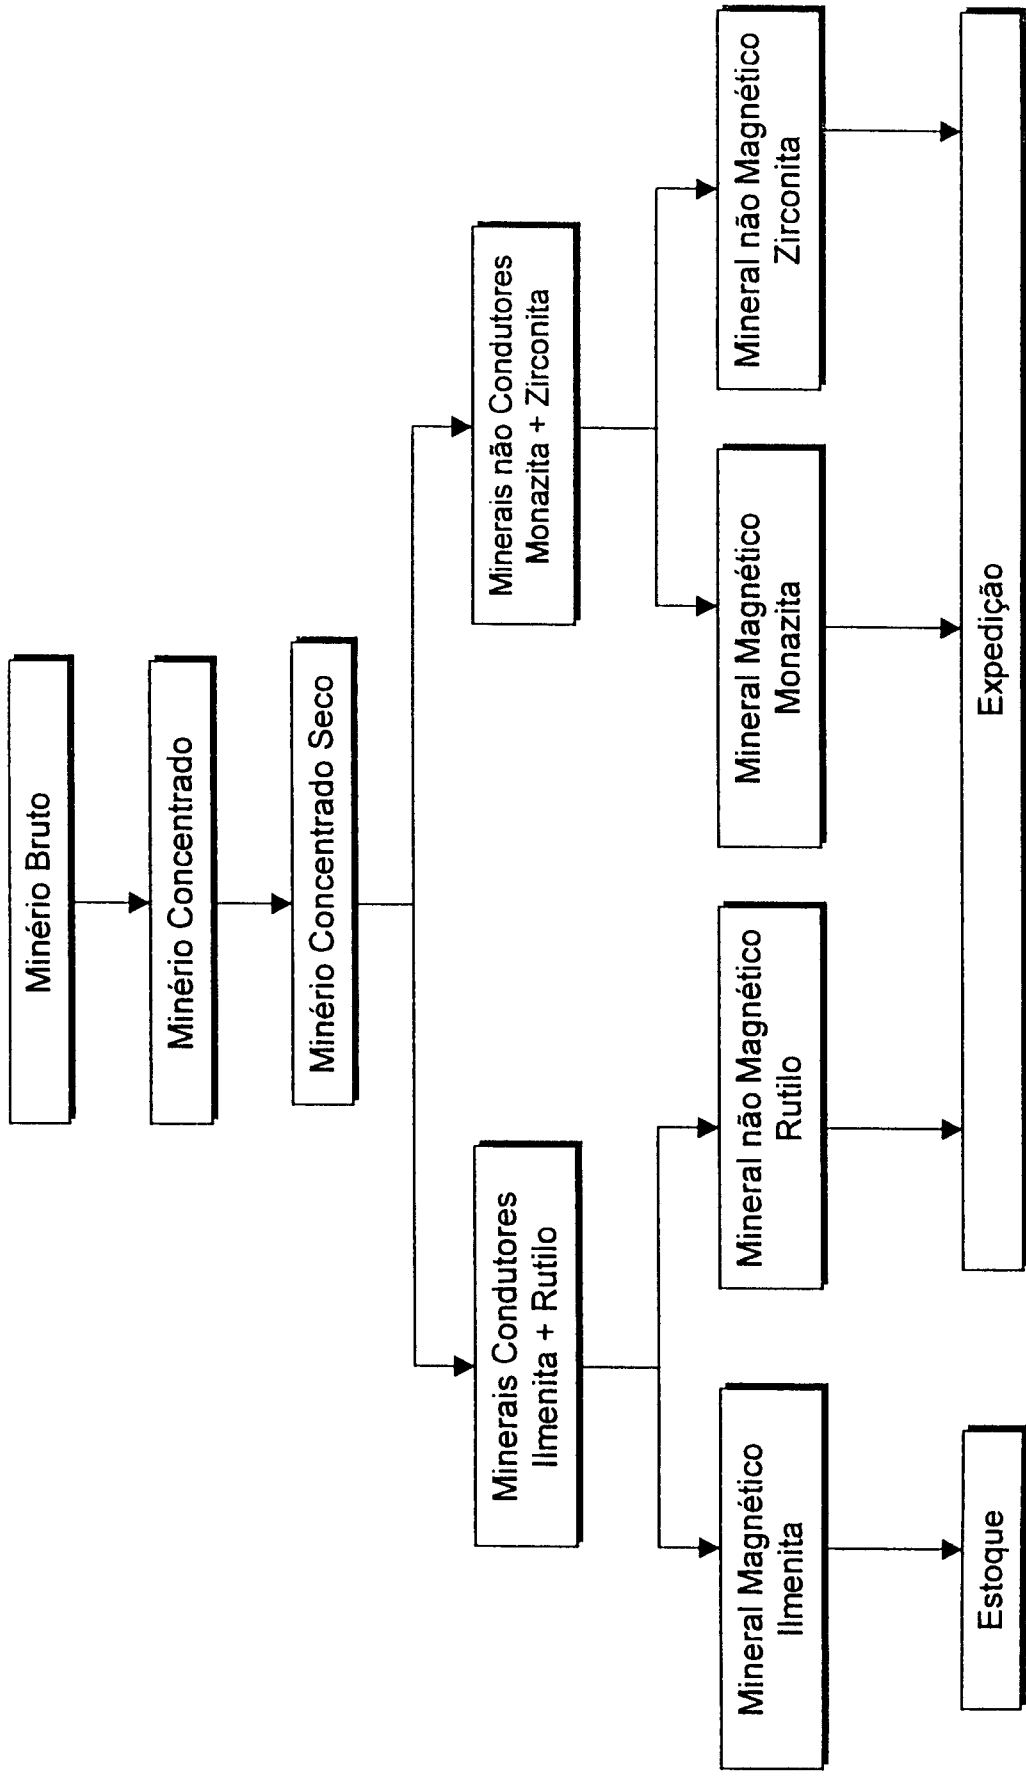 Minério Bruto
Minério Concentrado
Minério Concentrado Seco
Minerais Condutores
Ilmenita + Rutilo
Minerais não Condutores
Monazita + Zirconita
Mineral Magnético
Ilmenita
Mineral não Magnético
Rutilo
Mineral Magnético
Monazita
Mineral não Magnético
Zirconita
Estoque
Expedição